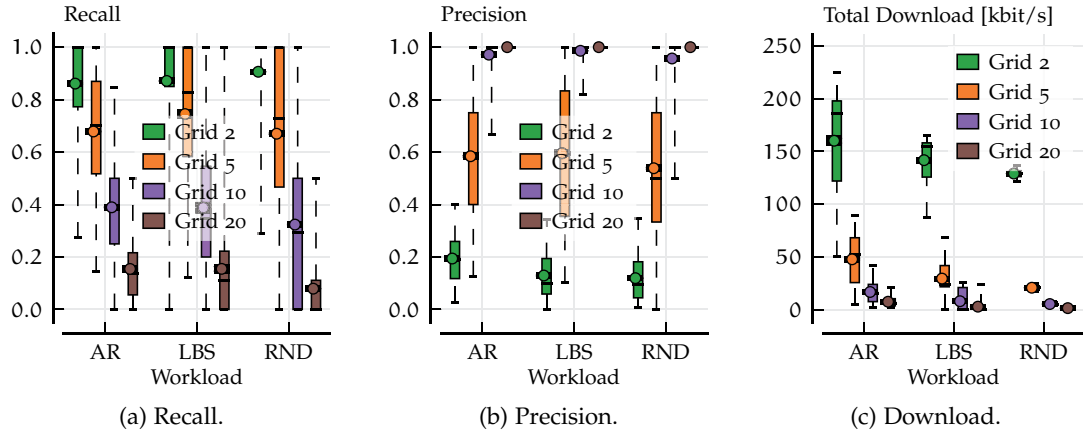 Recall
1.0
0.8
0.6
0.4
0.2
0.0
Grid 2
Grid 5
Grid 10
Grid 20
AR LBS RND
Workload
(a) Recall.
Precision
1.0
0.8
0.6
0.4
0.2
0.0
Grid 2
Grid 5
Grid 10
Grid 20
AR LBS RND
Workload
(b) Precision.
Total Download [kbit/s]
250
200
150
100
50
0
Grid 2
Grid 5
Grid 10
Grid 20
AR LBS RND
Workload
(c) Download.